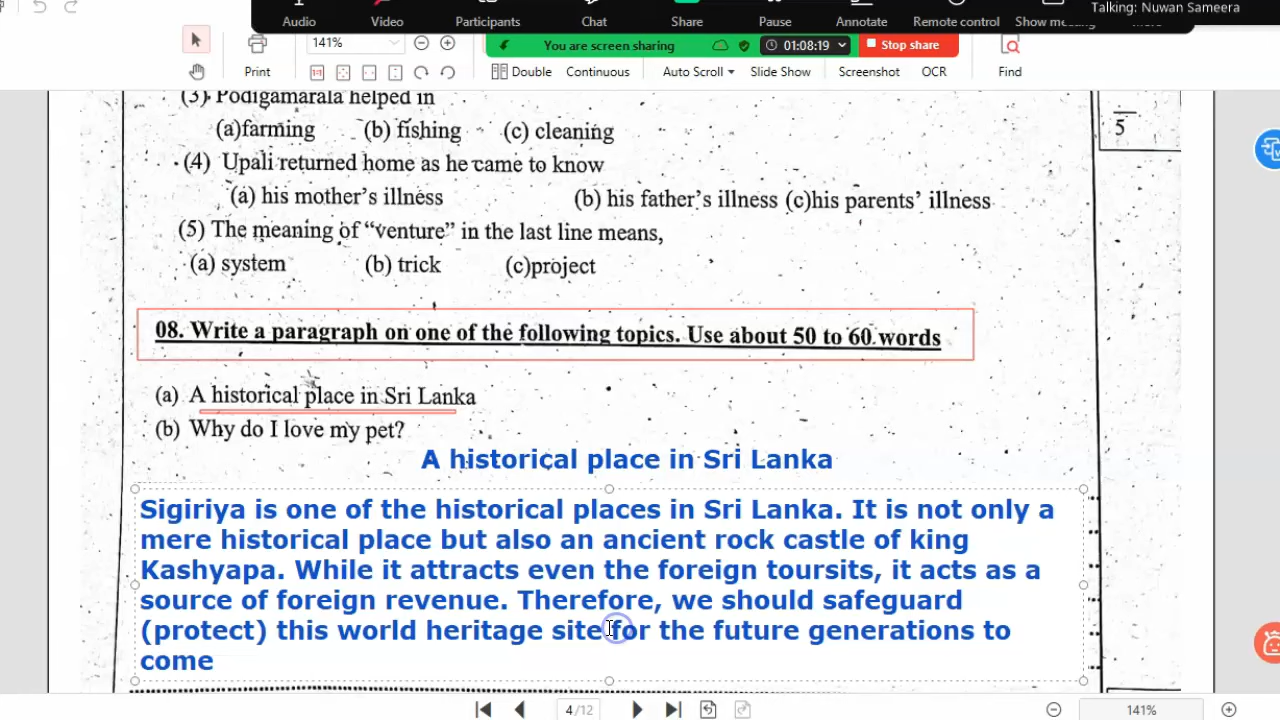 Talking: Nuwan Sameera
Audio Video Participants Chat Share Pause Annotate Remote control
141% You are screen sharing 01:08:19 Stop share
Print Double Continuous Auto Scroll Slide Show Screenshot OCR Find
(3) Podigamarala helped in
(a)farming (b) fishing (c) cleaning
5
(4) Upali returned home as he came to know
(a) his mother's illness (b) his father's illness (c)his parents' illness
(5) The meaning of "venture" in the last line means,
(a) system (b) trick (c)project
08. Write a paragraph on one of the following topics. Use about 50 to 60 words
(a) A historical place in Sri Lanka
(b) Why do I love my pet?
A historical place in Sri Lanka
Sigiriya is one of the historical places in Sri Lanka. It is not only a
mere historical place but also an ancient rock castle of king
Kashyapa. While it attracts even the foreign toursits, it acts as a
source of foreign revenue. Therefore, we should safeguard
(protect) this world heritage site for the future generations to
come
4/12 141%